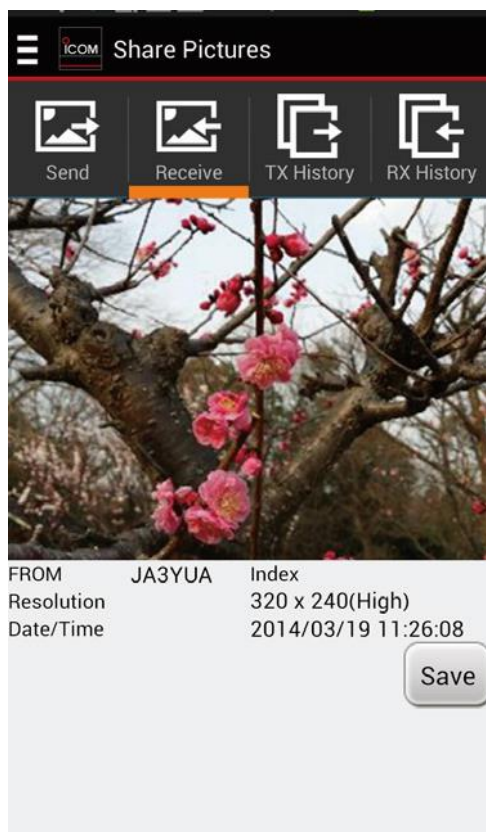 ICOM Share Pictures
Send Receive TX History RX History
FROM JA3YUA Index
Resolution 320 x 240(High)
Date/Time 2014/03/19 11:26:08
Save